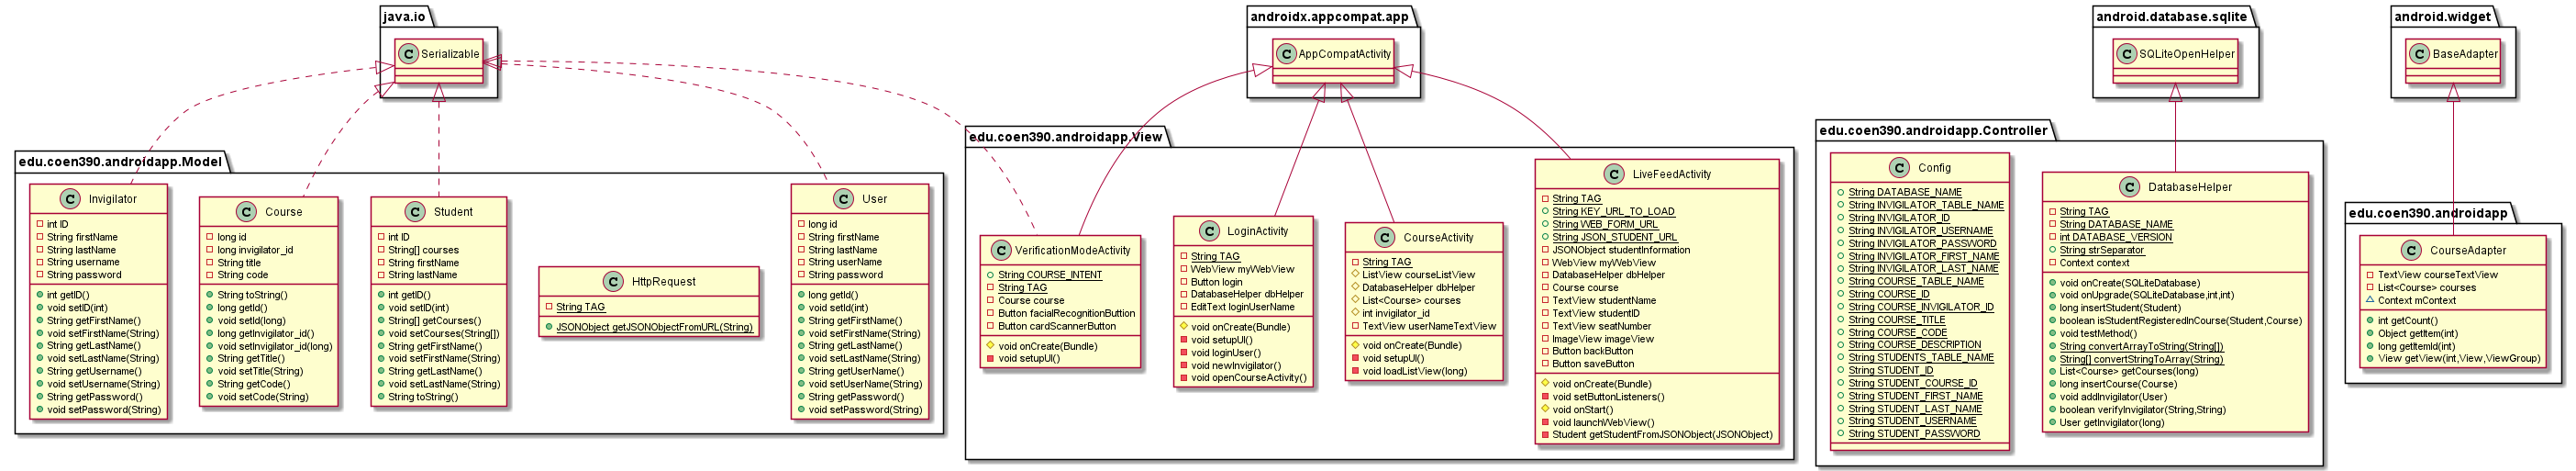 java.io
C Serializable
androidx.appcompat.app
C AppCompatActivity
android.database.sqlite
C SQLiteOpenHelper
android.widget
C BaseAdapter
edu.coen390.androidapp.Model
C Invigilator
int ID
String firstName
String lastName
String username
String password
int getID()
void setID(int)
String getFirstName()
void setFirstName(String)
String getLastName()
void setLastName(String)
String getUsername()
void setUsername(String)
String getPassword()
void setPassword(String)
C Course
long id
long invigilator_id
String title
String code
String toString()
long getId()
void setId(long)
long getInvigilator_id()
void setInvigilator_id(long)
String getTitle()
void setTitle(String)
String getCode()
void setCode(String)
C Student
int ID
String[] courses
String firstName
String lastName
int getID()
void setID(int)
String[] getCourses()
void setCourses(String[])
String getFirstName()
void setFirstName(String)
String getLastName()
void setLastName(String)
String toString()
C HttpRequest
String TAG
JSONObject getJSONObjectFromURL(String)
C User
long id
String firstName
String lastName
String userName
String password
long getId()
void setId(int)
String getFirstName()
void setFirstName(String)
String getLastName()
void setLastName(String)
String getUserName()
void setUserName(String)
String getPassword()
void setPassword(String)
edu.coen390.androidapp.View
C VerificationModeActivity
String COURSE_INTENT
String TAG
Course course
Button facialRecognitionButtion
Button cardScannerButton
void onCreate(Bundle)
void setupUI()
C LoginActivity
String TAG
WebView myWebView
Button login
DatabaseHelper dbHelper
EditText loginUserName
void onCreate(Bundle)
void setupUI()
void loginUser()
void newInvigilator()
void openCourseActivity()
C CourseActivity
String TAG
ListView courseListView
DatabaseHelper dbHelper
List<Course> courses
int invigilator_id
TextView userNameTextView
void onCreate(Bundle)
void setupUI()
void loadListView(long)
C LiveFeedActivity
String TAG
String KEY_URL_TO_LOAD
String WEB_FORM_URL
String JSON_STUDENT_URL
JSONObject studentInformation
WebView myWebView
DatabaseHelper dbHelper
Course course
TextView studentName
TextView studentID
TextView seatNumber
ImageView imageView
Button backButton
Button saveButton
void onCreate(Bundle)
void setButtonListeners()
void onStart()
void launchWebView()
Student getStudentFromJSONObject(JSONObject)
edu.coen390.androidapp.Controller
C Config
String DATABASE_NAME
String INVIGILATOR_TABLE_NAME
String INVIGILATOR_ID
String INVIGILATOR_USERNAME
String INVIGILATOR_PASSWORD
String INVIGILATOR_FIRST_NAME
String INVIGILATOR_LAST_NAME
String COURSE_TABLE_NAME
String COURSE_ID
String COURSE_INVIGILATOR_ID
String COURSE_TITLE
String COURSE_CODE
String COURSE_DESCRIPTION
String STUDENTS_TABLE_NAME
String STUDENT_ID
String STUDENT_COURSE_ID
String STUDENT_FIRST_NAME
String STUDENT_LAST_NAME
String STUDENT_USERNAME
String STUDENT_PASSWORD
C DatabaseHelper
String TAG
String DATABASE_NAME
int DATABASE_VERSION
String strSeparator
Context context
void onCreate(SQLiteDatabase)
void onUpgrade(SQLiteDatabase,int,int)
long insertStudent(Student)
boolean isStudentRegisteredInCourse(Student,Course)
void testMethod()
String convertArrayToString(String[])
String[] convertStringToArray(String)
List<Course> getCourses(long)
long insertCourse(Course)
void addInvigilator(User)
boolean verifyInvigilator(String,String)
User getInvigilator(long)
edu.coen390.androidapp
C CourseAdapter
TextView courseTextView
List<Course> courses
Context mContext
int getCount()
Object getItem(int)
long getItemId(int)
View getView(int,View,ViewGroup)